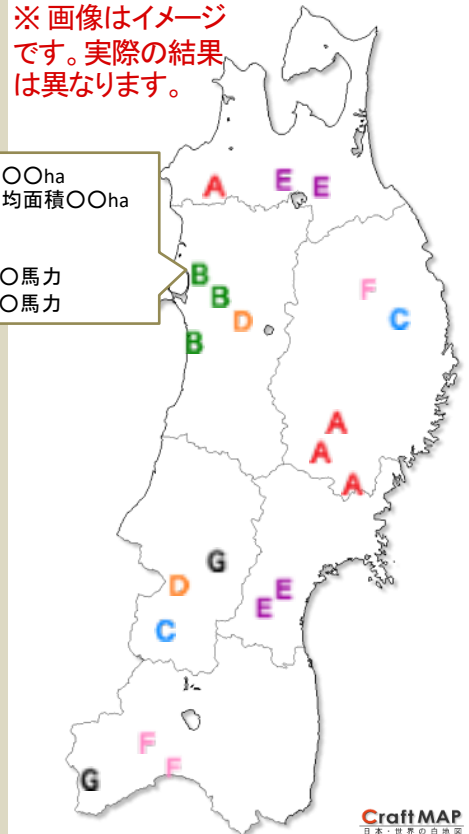 ※ 画像はイメージ
です。実際の結果
は異なります。
〇〇ha
均面積〇〇ha
〇馬力
〇馬力
A
E
E
B
B
B
D
F
C
A
A
A
G
D
C
E
E
F
F
G
CraftMAP
日本・世界の白地図